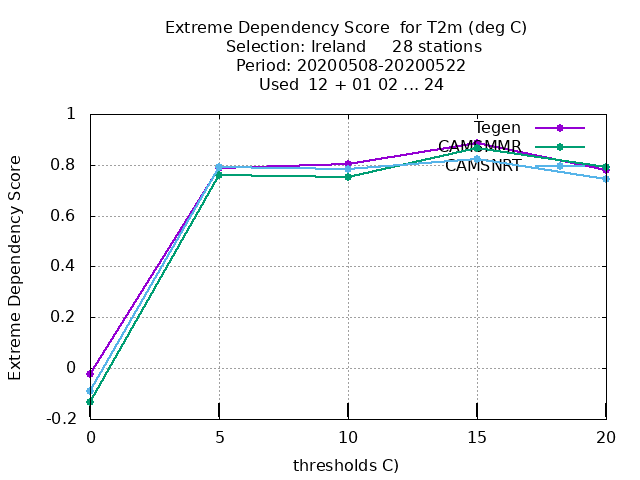 Extreme Dependency Score for T2m (deg C)
Selection: Ireland 28 stations
Period: 20200508-20200522
Used 12 + 01 02 ... 24
Extreme Dependency Score
1
0.8
0.6
0.4
0.2
0
-0.2
Tegen
CAMSMMR
CAMSNRT
0 5 10 15 20
thresholds C)